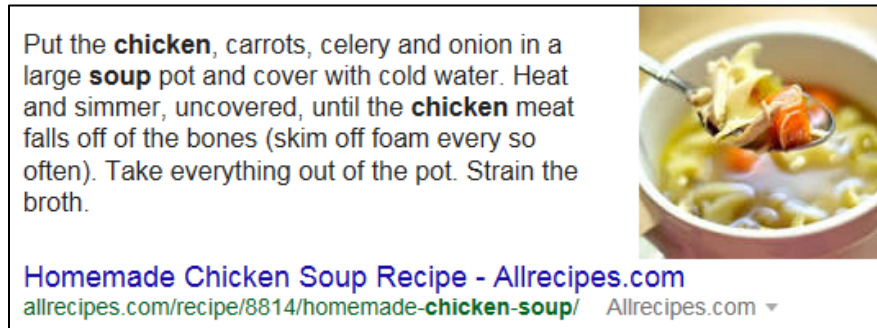 Put the chicken, carrots, celery and onion in a
large soup pot and cover with cold water. Heat
and simmer, uncovered, until the chicken meat
falls off of the bones (skim off foam every so
often). Take everything out of the pot. Strain the
broth.
Homemade Chicken Soup Recipe - Allrecipes.com
allrecipes.com/recipe/8814/homemade-chicken-soup/ Allrecipes.com